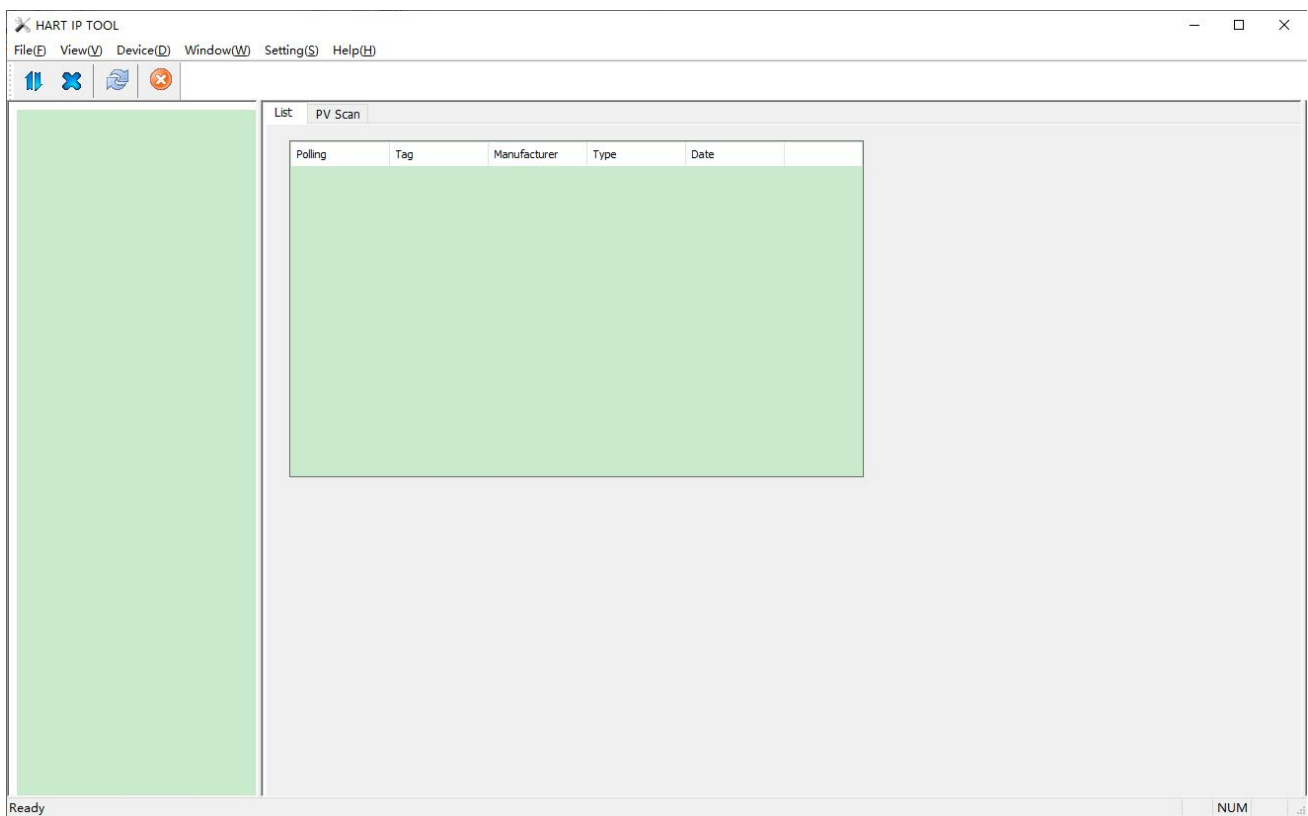 HART IP TOOL
File(F) View(V) Device(D) Window(W) Setting(S) Help(H)
List PV Scan
Polling Tag Manufacturer Type Date
Ready NUM